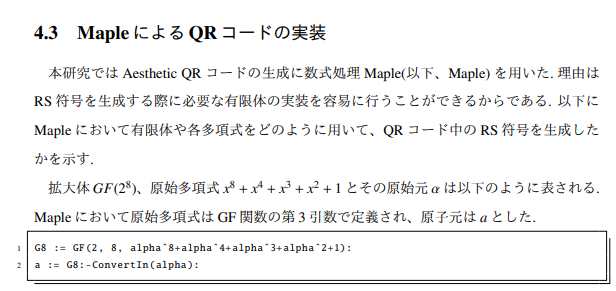 4.3 Maple による QR コードの実装
本研究では Aesthetic QR コードの生成に数式処理 Maple(以下、Maple) を用いた. 理由は
RS 符号を生成する際に必要な有限体の実装を容易に行うことができるからである. 以下に
Maple において有限体や各多項式をどのように用いて、QR コード中の RS 符号を生成した
かを示す.
拡大体 GF(2⁸)、原始多項式 x⁸ + x⁴ + x³ + x² + 1 とその原始元 α は以下のように表される.
Maple において原始多項式は GF 関数の第 3 引数で定義され、原子元は a とした.
1 G8 := GF(2, 8, alpha^8+alpha^4+alpha^3+alpha^2+1):
2 a := G8:-ConvertIn(alpha):